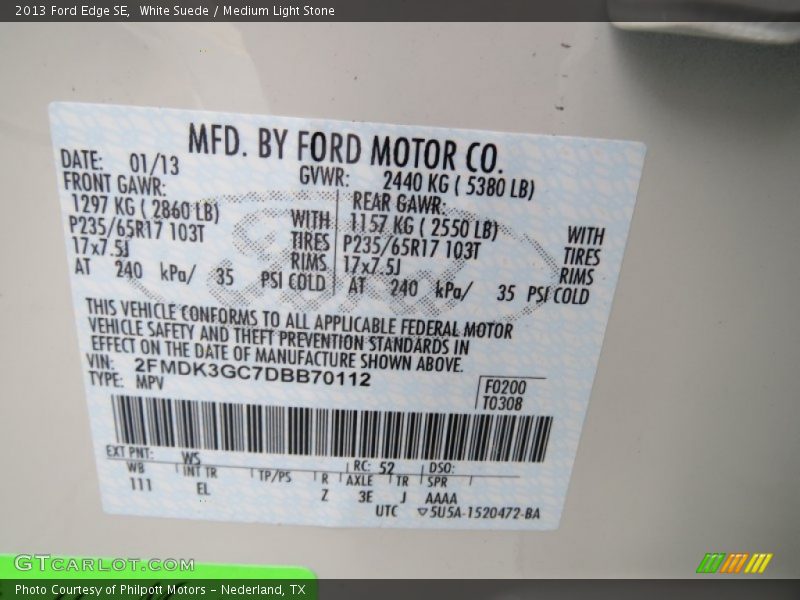 2013 Ford Edge SE, White Suede / Medium Light Stone
MFD. BY FORD MOTOR CO.
DATE: 01/13 GVWR: 2440 KG ( 5380 LB)
FRONT GAWR: REAR GAWR:
1297 KG ( 2860 LB) WITH 1157 KG ( 2550 LB) WITH
P235/65R17 103T TIRES P235/65R17 103T TIRES
17x7.5J RIMS 17x7.5J RIMS
AT 240 kPa/ 35 PSI COLD AT 240 kPa/ 35 PSI COLD
THIS VEHICLE CONFORMS TO ALL APPLICABLE FEDERAL MOTOR
VEHICLE SAFETY AND THEFT PREVENTION STANDARDS IN
EFFECT ON THE DATE OF MANUFACTURE SHOWN ABOVE.
VIN: 2FMDK3GC7DBB70112
TYPE: MPV F0200
T0308
EXT PNT: WS RC: 52 DSO:
WB INT TR TP/PS R AXLE TR SPR
111 EL Z 3E J AAAA
UTC ▽5U5A-1520472-BA
GTCARLOT.COM
Photo Courtesy of Philpott Motors - Nederland, TX